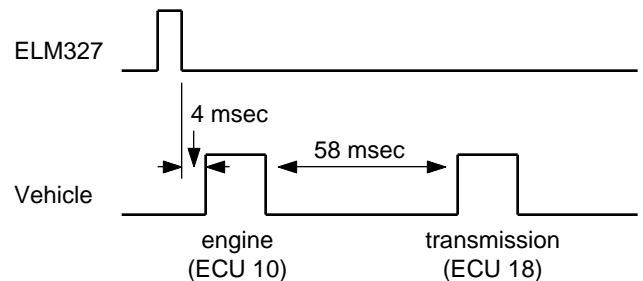 ELM327
4 msec
58 msec
Vehicle
engine
(ECU 10)
transmission
(ECU 18)